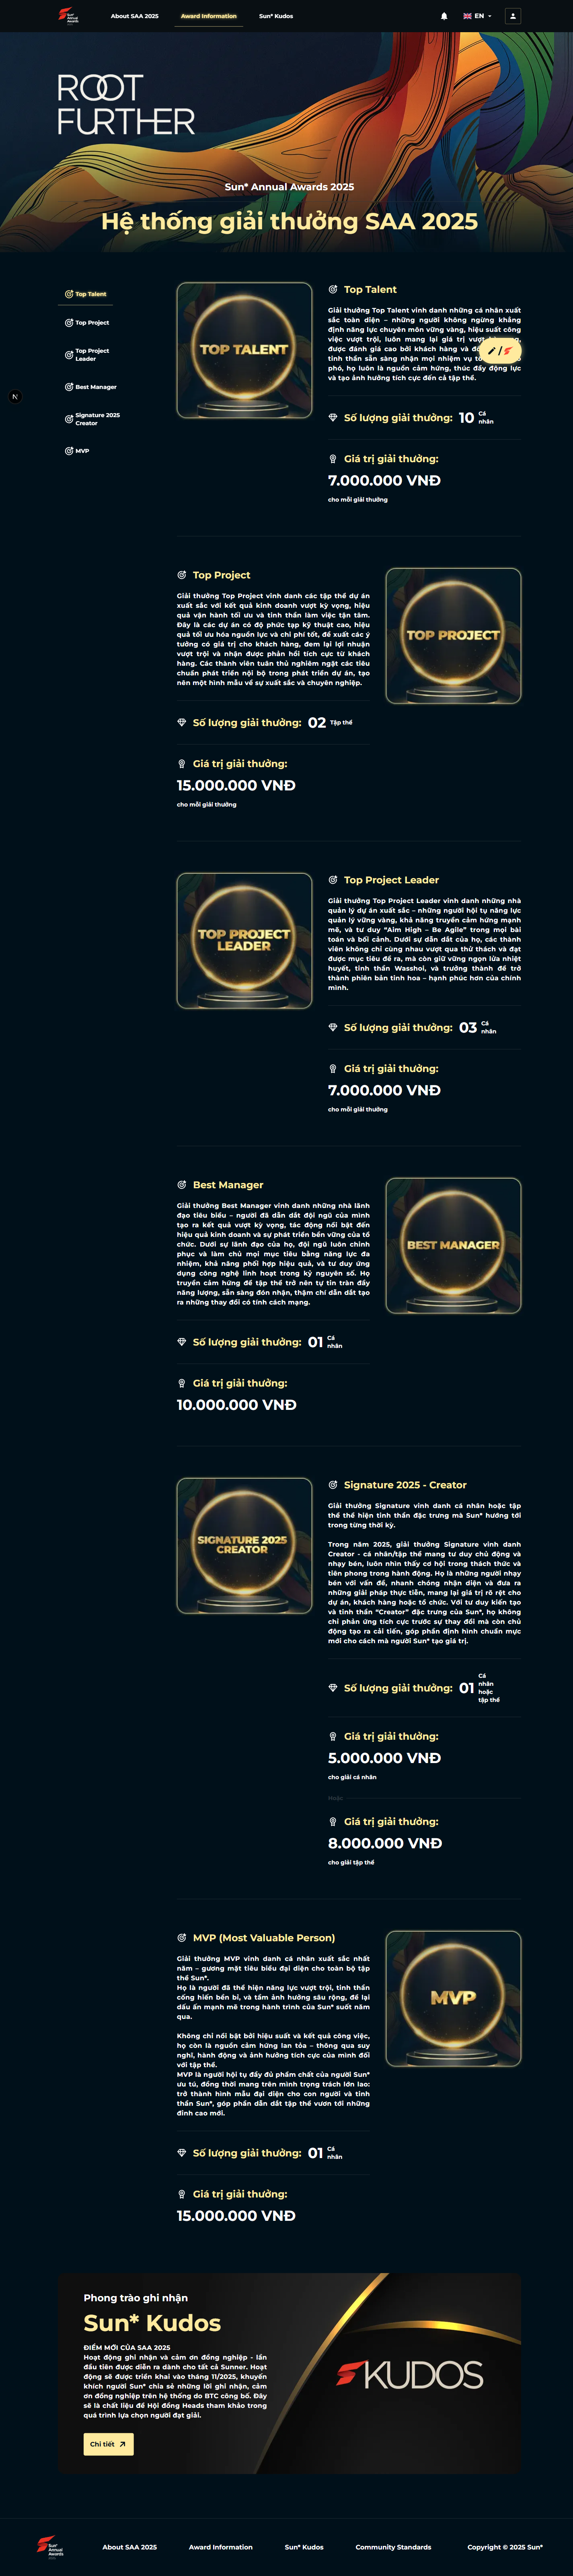 Sun* Annual Awards 2025
About SAA 2025
Award Information
Sun* Kudos
EN
ROOT
FURTHER
Sun* Annual Awards 2025
Hệ thống giải thưởng SAA 2025
Top Talent
Top Project
Top Project
Leader
Best Manager
Signature 2025
Creator
MVP
N
TOP TALENT
Top Talent
Giải thưởng Top Talent vinh danh những cá nhân xuất
sắc toàn diện – những người không ngừng khẳng
định năng lực chuyên môn vững vàng, hiệu suất công
việc vượt trội, luôn mang lại giá trị vượt
được đánh giá cao bởi khách hàng và
tinh thần sẵn sàng nhận mọi nhiệm vụ
phó, họ luôn là nguồn cảm hứng, thúc đẩy động lực
và tạo ảnh hưởng tích cực đến cả tập thể.
/
Số lượng giải thưởng: 10 Cá
nhân
Giá trị giải thưởng:
7.000.000 VNĐ
cho mỗi giải thưởng
Top Project
Giải thưởng Top Project vinh danh các tập thể dự án
xuất sắc với kết quả kinh doanh vượt kỳ vọng, hiệu
quả vận hành tối ưu và tinh thần làm việc tận tâm.
Đây là các dự án có độ phức tạp kỹ thuật cao, hiệu
quả tối ưu hóa nguồn lực và chi phí tốt, đề xuất các ý
tưởng có giá trị cho khách hàng, đem lại lợi nhuận
vượt trội và nhận được phản hồi tích cực từ khách
hàng. Các thành viên tuân thủ nghiêm ngặt các tiêu
chuẩn phát triển nội bộ trong phát triển dự án, tạo
nên một hình mẫu về sự xuất sắc và chuyên nghiệp.
TOP PROJECT
Số lượng giải thưởng: 02 Tập thể
Giá trị giải thưởng:
15.000.000 VNĐ
cho mỗi giải thưởng
TOP PROJECT
LEADER
Top Project Leader
Giải thưởng Top Project Leader vinh danh những nhà
quản lý dự án xuất sắc – những người hội tụ năng lực
quản lý vững vàng, khả năng truyền cảm hứng mạnh
mẽ, và tư duy “Aim High – Be Agile” trong mọi bài
toán và bối cảnh. Dưới sự dẫn dắt của họ, các thành
viên không chỉ cùng nhau vượt qua thử thách và đạt
được mục tiêu đề ra, mà còn giữ vững ngọn lửa nhiệt
huyết, tinh thần Wasshoi, và trưởng thành để trở
thành phiên bản tinh hoa – hạnh phúc hơn của chính
mình.
Số lượng giải thưởng: 03 Cá
nhân
Giá trị giải thưởng:
7.000.000 VNĐ
cho mỗi giải thưởng
Best Manager
Giải thưởng Best Manager vinh danh những nhà lãnh
đạo tiêu biểu – người đã dẫn dắt đội ngũ của mình
tạo ra kết quả vượt kỳ vọng, tác động nổi bật đến
hiệu quả kinh doanh và sự phát triển bền vững của tổ
chức. Dưới sự lãnh đạo của họ, đội ngũ luôn chinh
phục và làm chủ mọi mục tiêu bằng năng lực đa
nhiệm, khả năng phối hợp hiệu quả, và tư duy ứng
dụng công nghệ linh hoạt trong kỷ nguyên số. Họ
truyền cảm hứng để tập thể trở nên tự tin tràn đầy
năng lượng, sẵn sàng đón nhận, thậm chí dẫn dắt tạo
ra những thay đổi có tính cách mạng.
BEST MANAGER
Số lượng giải thưởng: 01 Cá
nhân
Giá trị giải thưởng:
10.000.000 VNĐ
SIGNATURE 2025
CREATOR
Signature 2025 - Creator
Giải thưởng Signature vinh danh cá nhân hoặc tập
thể thể hiện tinh thần đặc trưng mà Sun* hướng tới
trong từng thời kỳ.
Trong năm 2025, giải thưởng Signature vinh danh
Creator - cá nhân/tập thể mang tư duy chủ động và
nhạy bén, luôn nhìn thấy cơ hội trong thách thức và
tiên phong trong hành động. Họ là những người nhạy
bén với vấn đề, nhanh chóng nhận diện và đưa ra
những giải pháp thực tiễn, mang lại giá trị rõ rệt cho
dự án, khách hàng hoặc tổ chức. Với tư duy kiến tạo
và tinh thần “Creator” đặc trưng của Sun*, họ không
chỉ phản ứng tích cực trước sự thay đổi mà còn chủ
động tạo ra cải tiến, góp phần định hình chuẩn mực
mới cho cách mà người Sun* tạo giá trị.
Số lượng giải thưởng: 01 Cá
nhân
hoặc
tập thể
Giá trị giải thưởng:
5.000.000 VNĐ
cho giải cá nhân
Hoặc
Giá trị giải thưởng:
8.000.000 VNĐ
cho giải tập thể
MVP (Most Valuable Person)
Giải thưởng MVP vinh danh cá nhân xuất sắc nhất
năm – gương mặt tiêu biểu đại diện cho toàn bộ tập
thể Sun*.
Họ là người đã thể hiện năng lực vượt trội, tinh thần
cống hiến bền bỉ, và tầm ảnh hưởng sâu rộng, để lại
dấu ấn mạnh mẽ trong hành trình của Sun* suốt năm
qua.
Không chỉ nổi bật bởi hiệu suất và kết quả công việc,
họ còn là nguồn cảm hứng lan tỏa – thông qua suy
nghĩ, hành động và ảnh hưởng tích cực của mình đối
với tập thể.
MVP là người hội tụ đầy đủ phẩm chất của người Sun*
ưu tú, đồng thời mang trên mình trọng trách lớn lao:
trở thành hình mẫu đại diện cho con người và tinh
thần Sun*, góp phần dẫn dắt tập thể vươn tới những
đỉnh cao mới.
MVP
Số lượng giải thưởng: 01 Cá
nhân
Giá trị giải thưởng:
15.000.000 VNĐ
Phong trào ghi nhận
Sun* Kudos
ĐIỂM MỚI CỦA SAA 2025
Hoạt động ghi nhận và cảm ơn đồng nghiệp - lần
đầu tiên được diễn ra dành cho tất cả Sunner. Hoạt
động sẽ được triển khai vào tháng 11/2025, khuyến
khích người Sun* chia sẻ những lời ghi nhận, cảm
ơn đồng nghiệp trên hệ thống do BTC công bố. Đây
sẽ là chất liệu để Hội đồng Heads tham khảo trong
quá trình lựa chọn người đạt giải.
Chi tiết
KUDOS
Sun* Annual Awards 2025
About SAA 2025
Award Information
Sun* Kudos
Community Standards
Copyright © 2025 Sun*